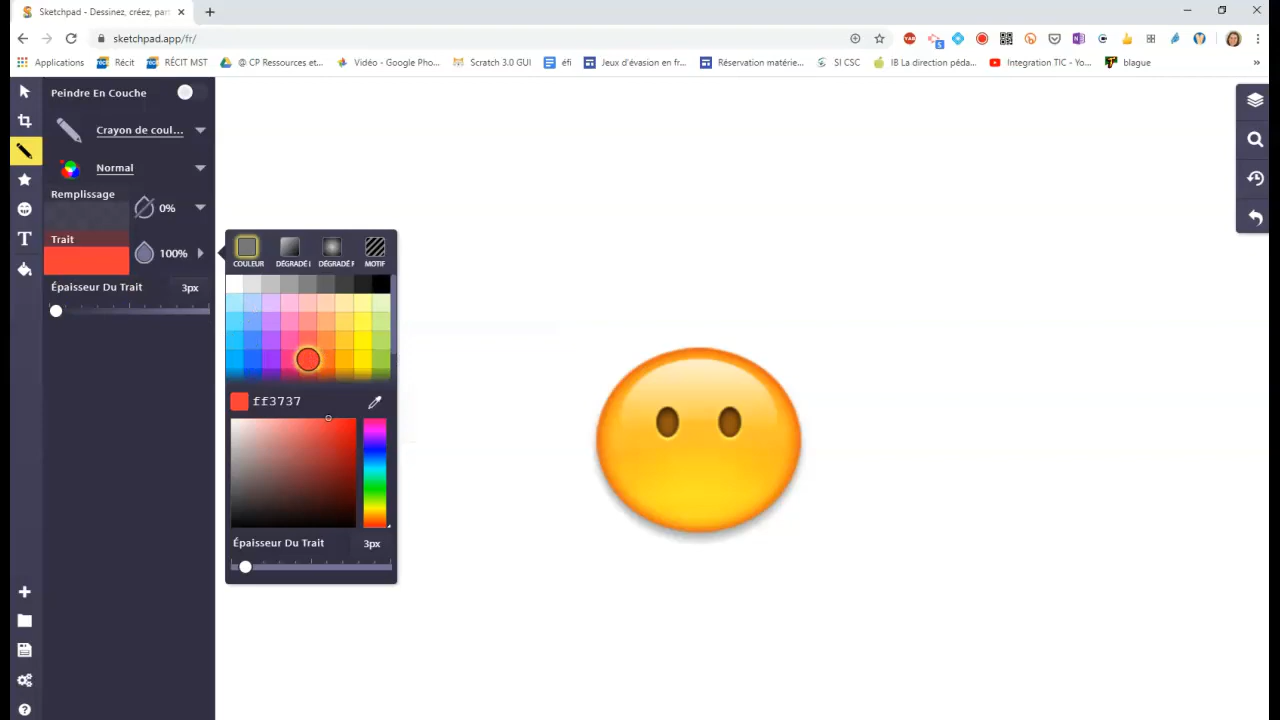 Sketchpad - Dessinez, créez, par
sketchpad.app/fr/
Applications Récit RÉCIT MST @ CP Ressources et... Vidéo - Google Pho... Scratch 3.0 GUI éfi Jeux d'évasion en fr... Réservation matérie... SI CSC IB La direction péda... Integration TIC - Yo... blague »
Peindre En Couche
Crayon de coul...
Normal
Remplissage
0%
Trait
100%
Épaisseur Du Trait 3px
COULEUR DÉGRADÉ MOTIF
ff3737
Épaisseur Du Trait 3px